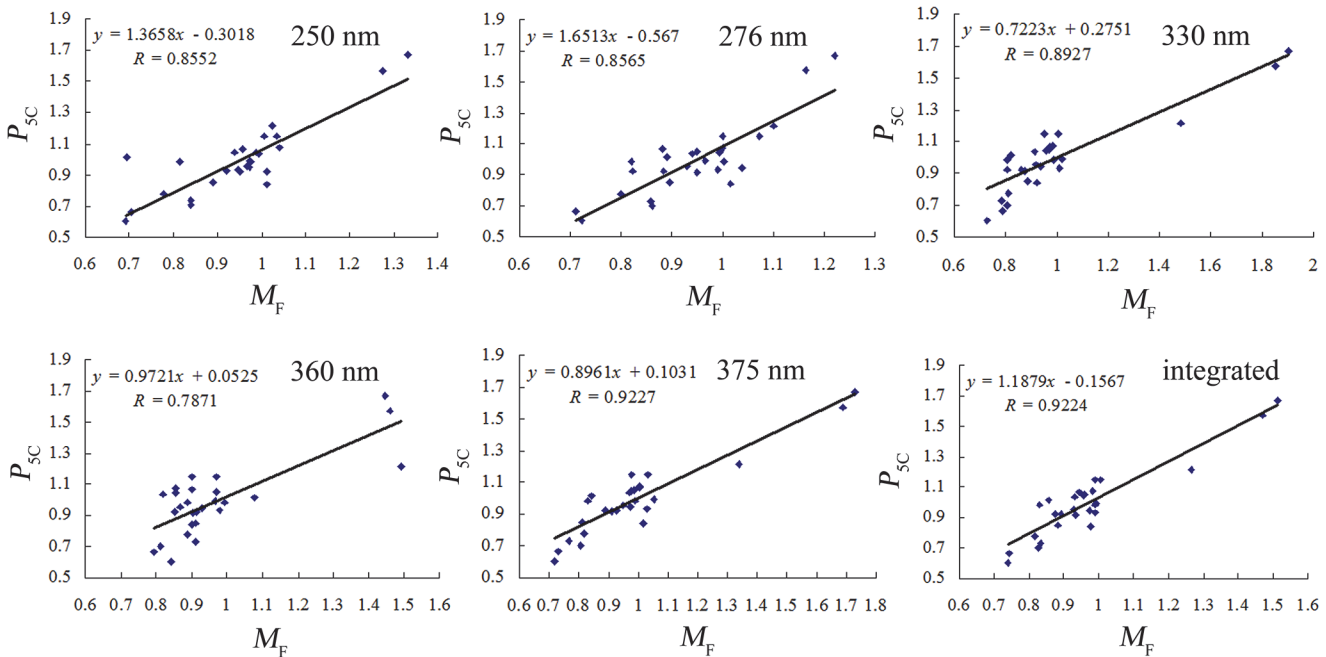 1.9
1.7
1.5
1.3
1.1
0.9
0.7
0.5
P5C
y = 1.3658x - 0.3018
R = 0.8552
250 nm
0.6 0.7 0.8 0.9 1 1.1 1.2 1.3 1.4
MF
1.9
1.7
1.5
1.3
1.1
0.9
0.7
0.5
P5C
y = 1.6513x - 0.567
R = 0.8565
276 nm
0.6 0.7 0.8 0.9 1 1.1 1.2 1.3
MF
1.9
1.7
1.5
1.3
1.1
0.9
0.7
0.5
P5C
y = 0.7223x + 0.2751
R = 0.8927
330 nm
0.6 0.8 1 1.2 1.4 1.6 1.8 2
MF
1.9
1.7
1.5
1.3
1.1
0.9
0.7
0.5
P5C
y = 0.9721x + 0.0525
R = 0.7871
360 nm
0.6 0.7 0.8 0.9 1 1.1 1.2 1.3 1.4 1.5 1.6
MF
1.9
1.7
1.5
1.3
1.1
0.9
0.7
0.5
P5C
y = 0.8961x + 0.1031
R = 0.9227
375 nm
0.6 0.7 0.8 0.9 1 1.1 1.2 1.3 1.4 1.5 1.6 1.7 1.8
MF
1.9
1.7
1.5
1.3
1.1
0.9
0.7
0.5
P5C
y = 1.1879x - 0.1567
R = 0.9224
integrated
0.6 0.7 0.8 0.9 1 1.1 1.2 1.3 1.4 1.5 1.6
MF